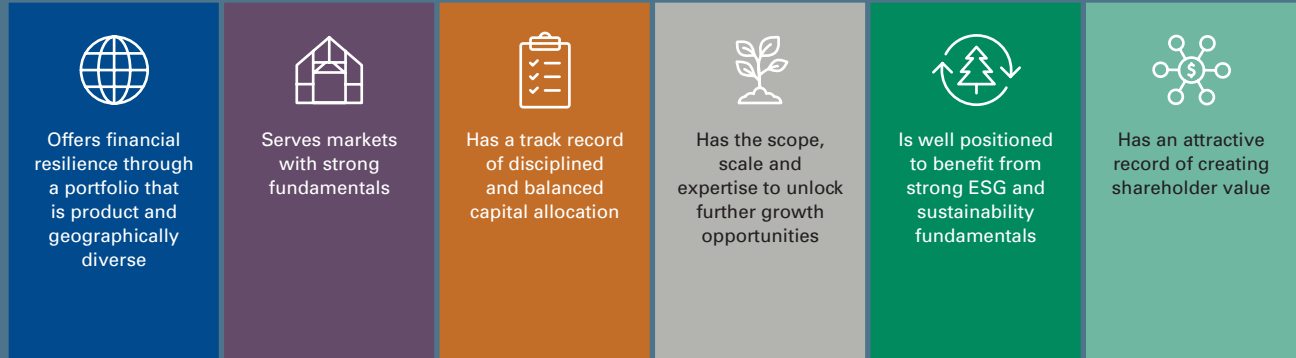 Offers financial
resilience through
a portfolio that
is product and
geographically
diverse
Serves markets
with strong
fundamentals
Has a track record
of disciplined
and balanced
capital allocation
Has the scope,
scale and
expertise to unlock
further growth
opportunities
Is well positioned
to benefit from
strong ESG and
sustainability
fundamentals
$
Has an attractive
record of creating
shareholder value